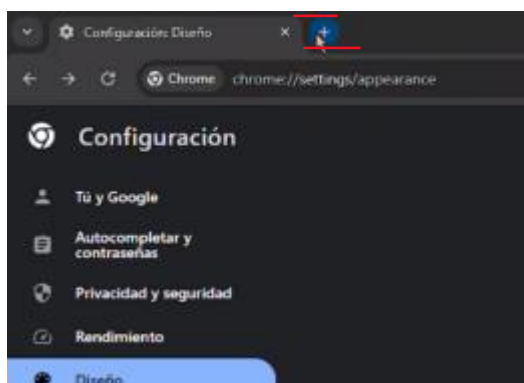 Configuración: Diseño
Chrome chrome://settings/appearance
Configuración
Tú y Google
Autocompletar y
contraseñas
Privacidad y seguridad
Rendimiento
Diseño